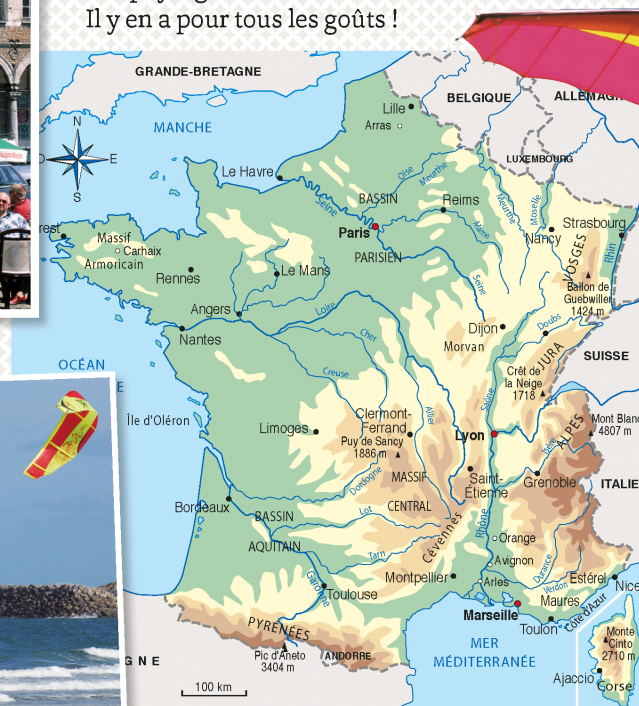 Il y en a pour tous les goûts !
GRANDE-BRETAGNE
BELGIQUE
ALLEMAGN
Lille
Arras
MANCHE
N
E
S
LUXEMBOURG
Le Havre
Oise
Meurthe
BASSIN
Reims
Seine
Marne
Meurthe
Moselle
Strasbourg
Paris
Nancy
VOSGES
Rhin
rest
Massif
Carhaix
Armoricain
PARISIEN
Rennes
Le Mans
Seine
Ballon de
Guebwiller
1424 m
Angers
Loire
Nantes
Cher
Dijon
Morvan
Doubs
JURA
SUISSE
OCÉAN
E
Creuse
Allier
Saône
Crêt de
la Neige
1718
Île d'Oléron
Clermont-
Ferrand
Limoges
Puy de Sancy
1886 m
Lyon
Mont Blanc
4807 m
ALPES
Isère
MASSIF
Saint-
Étienne
Grenoble
ITALIE
Dordogne
Bordeaux
BASSIN
Lot
CENTRAL
Cévennes
Rhône
Orange
AQUITAIN
Tarn
Avignon
Durance
Garonne
Toulouse
Montpellier
Arles
Verdon
Estérel
Nice
Maures
Marseille
Toulon
Côte d'Azur
PYRÉNÉES
Pic d'Aneto
3404 m
ANDORRE
MER
MÉDITERRANÉE
Monte
Cinto
2710 m
GNE
100 km
Ajaccio
Corse